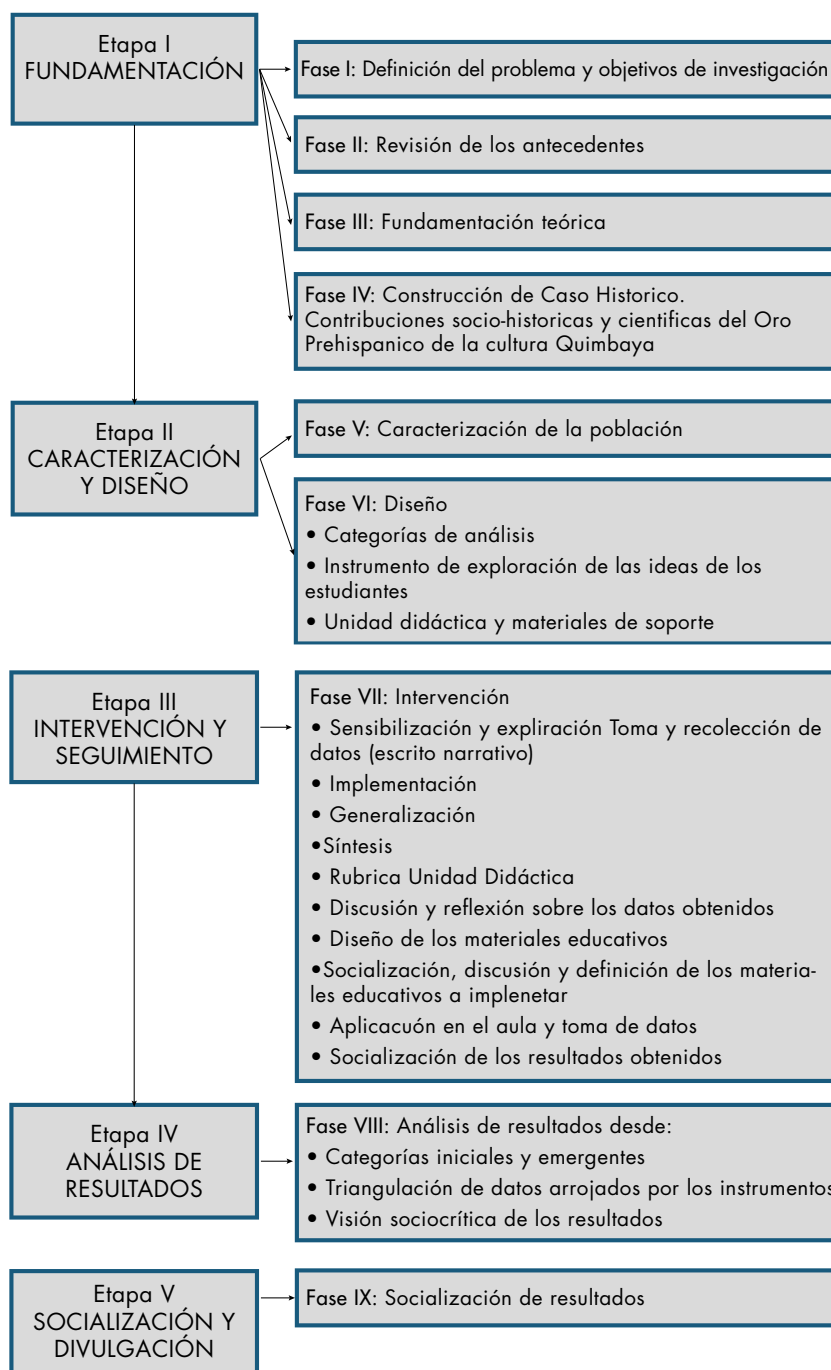 Etapa I
FUNDAMENTACIÓN
Fase I: Definición del problema y objetivos de investigación
Fase II: Revisión de los antecedentes
Fase III: Fundamentación teórica
Fase IV: Construcción de Caso Historico.
Contribuciones socio-historicas y cientificas del Oro
Prehispanico de la cultura Quimbaya
Etapa II
CARACTERIZACIÓN
Y DISEÑO
Fase V: Caracterización de la población
Fase VI: Diseño
• Categorías de análisis
• Instrumento de exploración de las ideas de los
estudiantes
• Unidad didáctica y materiales de soporte
Etapa III
INTERVENCIÓN Y
SEGUIMIENTO
Fase VII: Intervención
• Sensibilización y expliración Toma y recolección de
datos (escrito narrativo)
• Implementación
• Generalización
•Síntesis
• Rubrica Unidad Didáctica
• Discusión y reflexión sobre los datos obtenidos
• Diseño de los materiales educativos
•Socialización, discusión y definición de los materia-
les educativos a implenetar
• Aplicacuón en el aula y toma de datos
• Socialización de los resultados obtenidos
Etapa IV
ANÁLISIS DE
RESULTADOS
Fase VIII: Análisis de resultados desde:
• Categorías iniciales y emergentes
• Triangulación de datos arrojados por los instrumentos
• Visión sociocrítica de los resultados
Etapa V
SOCIALIZACIÓN Y
DIVULGACIÓN
Fase IX: Socialización de resultados